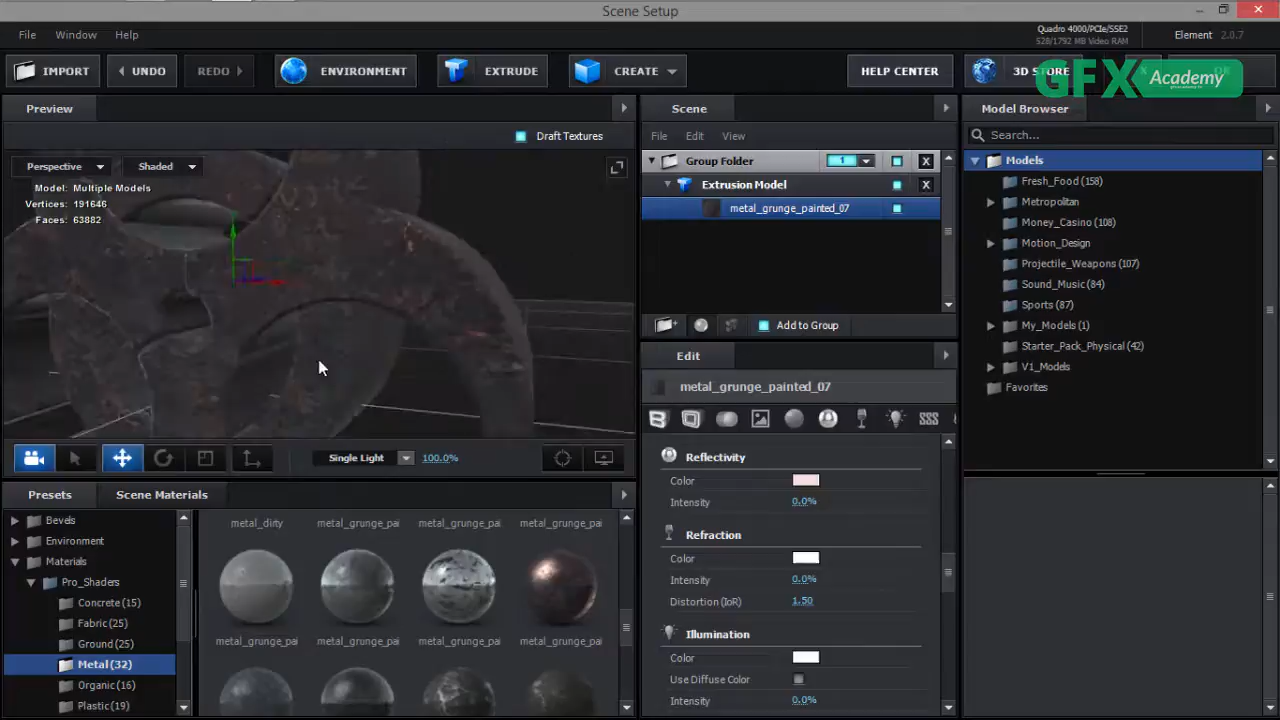 Scene Setup
File Window Help
Quadro 4000/PCIe/SSE2
528/1792 MB Video RAM
Element 2.0.7
IMPORT
UNDO
REDO
ENVIRONMENT
EXTRUDE
CREATE
HELP CENTER
3D STORE
X
GFX Academy
Preview
Draft Textures
Perspective
Shaded
Model: Multiple Models
Vertices: 191646
Faces: 63882
Single Light
100.0%
Presets
Scene Materials
Bevels
Environment
Materials
Pro_Shaders
Concrete (15)
Fabric (25)
Ground (25)
Metal (32)
Organic (16)
Plastic (19)
metal_dirty
metal_grunge_pai
metal_grunge_pai
metal_grunge_pai
metal_grunge_pai
metal_grunge_pai
metal_grunge_pai
metal_grunge_pai
Scene
File Edit View
Group Folder
1
X
Extrusion Model
X
metal_grunge_painted_07
Add to Group
Edit
metal_grunge_painted_07
Reflectivity
Color
Intensity 0.0%
Refraction
Color
Intensity 0.0%
Distortion (IoR) 1.50
Illumination
Color
Use Diffuse Color
Intensity 0.0%
Model Browser
Search...
Models
Fresh_Food (158)
Metropolitan
Money_Casino (108)
Motion_Design
Projectile_Weapons (107)
Sound_Music (84)
Sports (87)
My_Models (1)
Starter_Pack_Physical (42)
V1_Models
Favorites